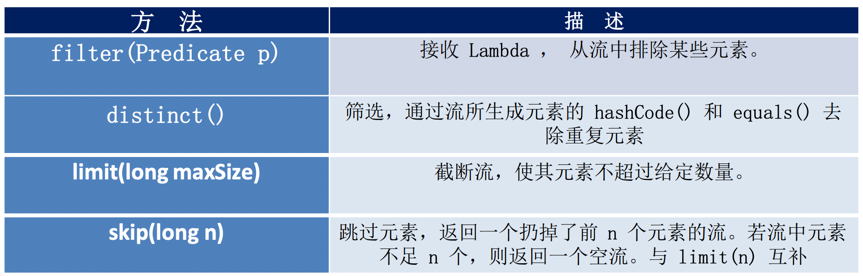 方 法 描 述
filter(Predicate p) 接收 Lambda ， 从流中排除某些元素。
distinct() 筛选，通过流所生成元素的 hashCode() 和 equals() 去
除重复元素
limit(long maxSize) 截断流，使其元素不超过给定数量。
skip(long n) 跳过元素，返回一个扔掉了前 n 个元素的流。若流中元素
不足 n 个，则返回一个空流。与 limit(n) 互补